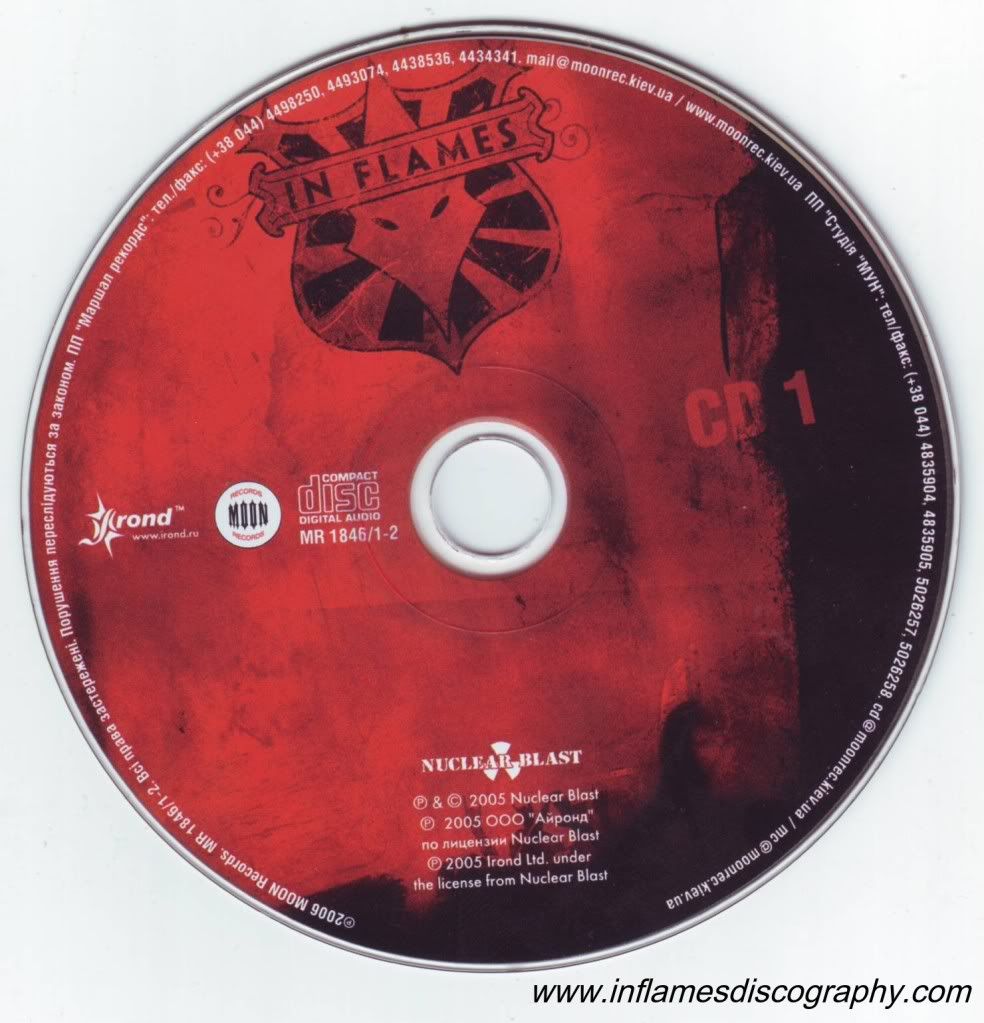 IN FLAMES
CD 1
irond™
www.irond.ru
RECORDS
MOON
RECORDS
COMPACT
disc
DIGITAL AUDIO
MR 1846/1-2
NUCLEAR BLAST
℗ & © 2005 Nuclear Blast
℗ 2005 ООО "Айронд"
по лицензии Nuclear Blast
℗ 2005 Irond Ltd. under
the license from Nuclear Blast
℗2006 MOON Records. MR 1846/1-2. Всі права застережені. Порушення переслідуються за законом. ПП "Маршал рекордс": тел./факс: (+38 044) 4498250, 4493074, 4438536, 4434341. mail@moonrec.kiev.ua / www.moonrec.kiev.ua ПП "Студія "МУН": тел/факс: (+38 044) 4835904, 4835905, 5026257, 5026258. cd@moonrec.kiev.ua / mc@moonrec.kiev.ua
www.inflamesdiscography.com